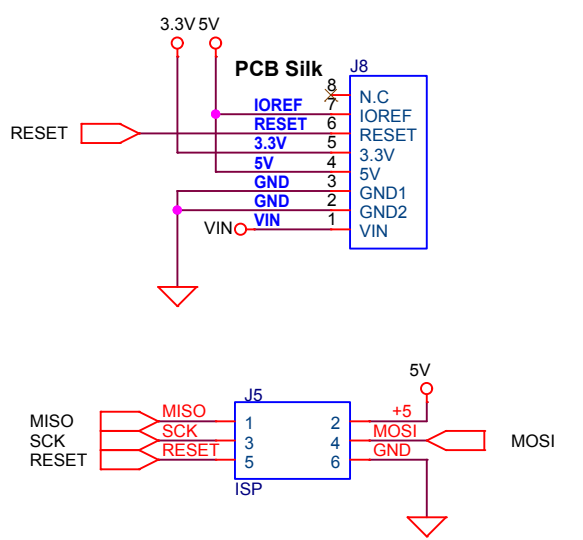 3.3V 5V
PCB Silk J8
8 N.C
IOREF 7 IOREF
RESET RESET 6 RESET
3.3V 5 3.3V
5V 4 5V
GND 3 GND1
GND 2 GND2
VIN VIN 1 VIN
5V
J5
MISO MISO 1 2 +5
SCK SCK 3 4 MOSI MOSI
RESET RESET 5 6 GND
ISP